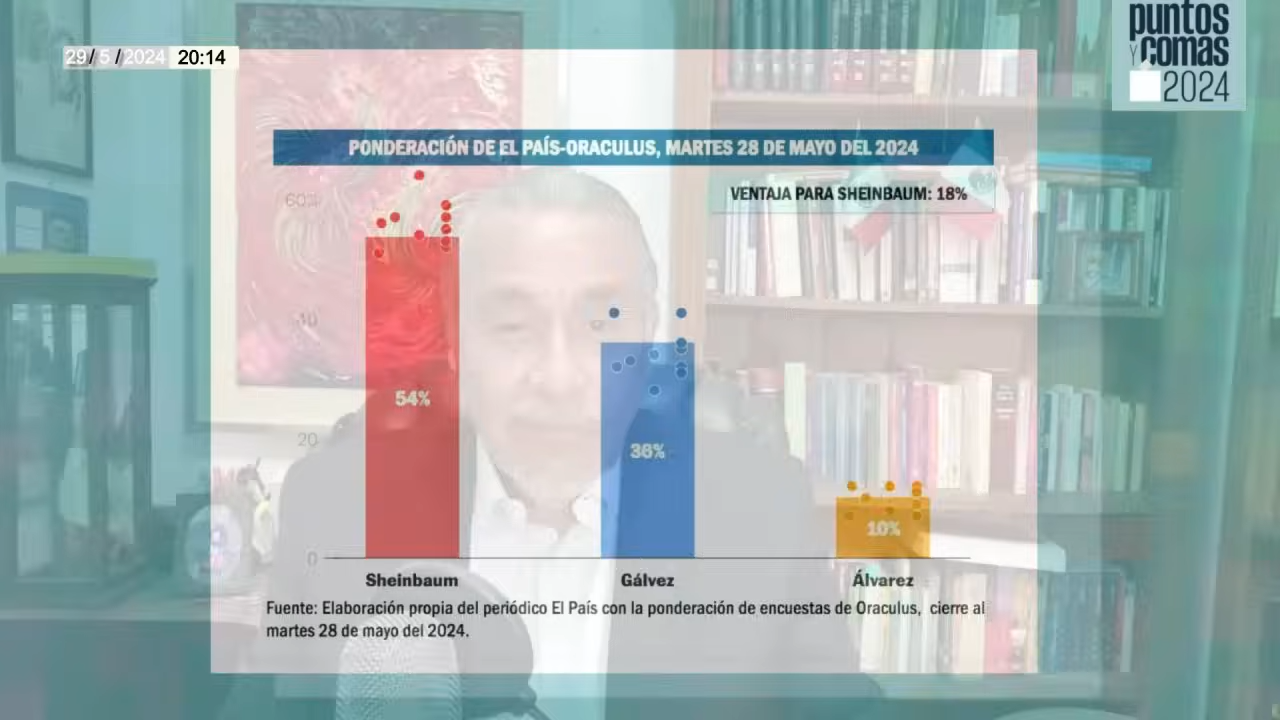 29/ 5 /2024 20:14
puntos
Y comas
2024
PONDERACIÓN DE EL PAÍS-ORACULUS, MARTES 28 DE MAYO DEL 2024
VENTAJA PARA SHEINBAUM: 18%
60%
40
20
0
54%
36%
10%
Sheinbaum Gálvez Álvarez
Fuente: Elaboración propia del periódico El País con la ponderación de encuestas de Oraculus, cierre al
martes 28 de mayo del 2024.